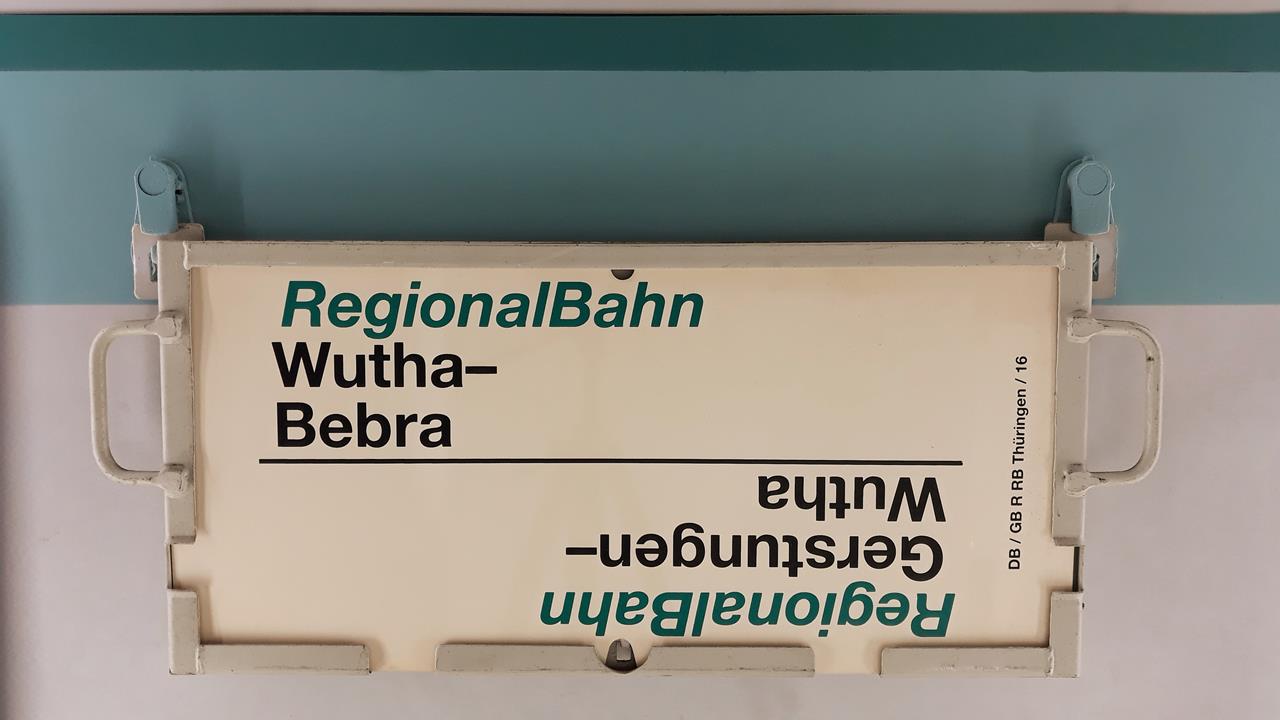 RegionalBahn
Wutha–
Bebra
RegionalBahn
Gerstungen–
Wutha
DB / GB R RB Thüringen / 16